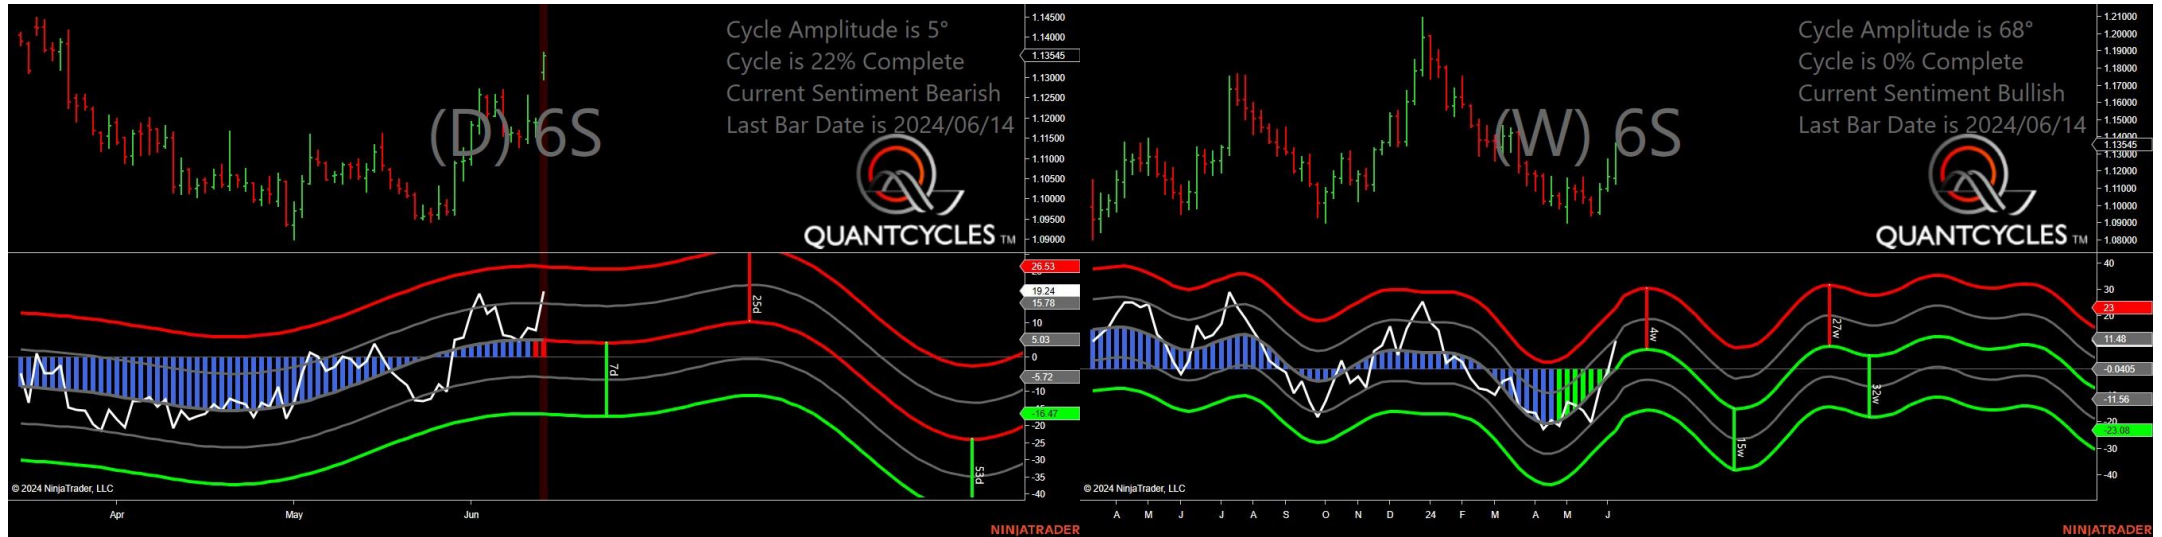 Cycle Amplitude is 5°
Cycle is 22% Complete
Current Sentiment Bearish
Last Bar Date is 2024/06/14
(D) 6S
QUANTCYCLES TM
1.14500
1.14000
1.13545
1.13000
1.12500
1.12000
1.11500
1.11000
1.10500
1.10000
1.09500
1.09000
25d
7d
53d
26.53
19.24
15.78
10
5.03
0
-5.72
-10
-16.47
-20
-25
-30
-35
-40
© 2024 NinjaTrader, LLC
Apr May Jun
NINJATRADER
Cycle Amplitude is 68°
Cycle is 0% Complete
Current Sentiment Bullish
Last Bar Date is 2024/06/14
(W) 6S
QUANTCYCLES TM
1.21000
1.20000
1.19000
1.18000
1.17000
1.16000
1.15000
1.14000
1.13545
1.13000
1.12000
1.11000
1.10000
1.09000
1.08000
4w
15w
27w
32w
40
30
23
20
11.48
-0.0405
-11.56
-20
-23.08
-30
-40
© 2024 NinjaTrader, LLC
A M J J A S O N D 24 F M A M J
NINJATRADER